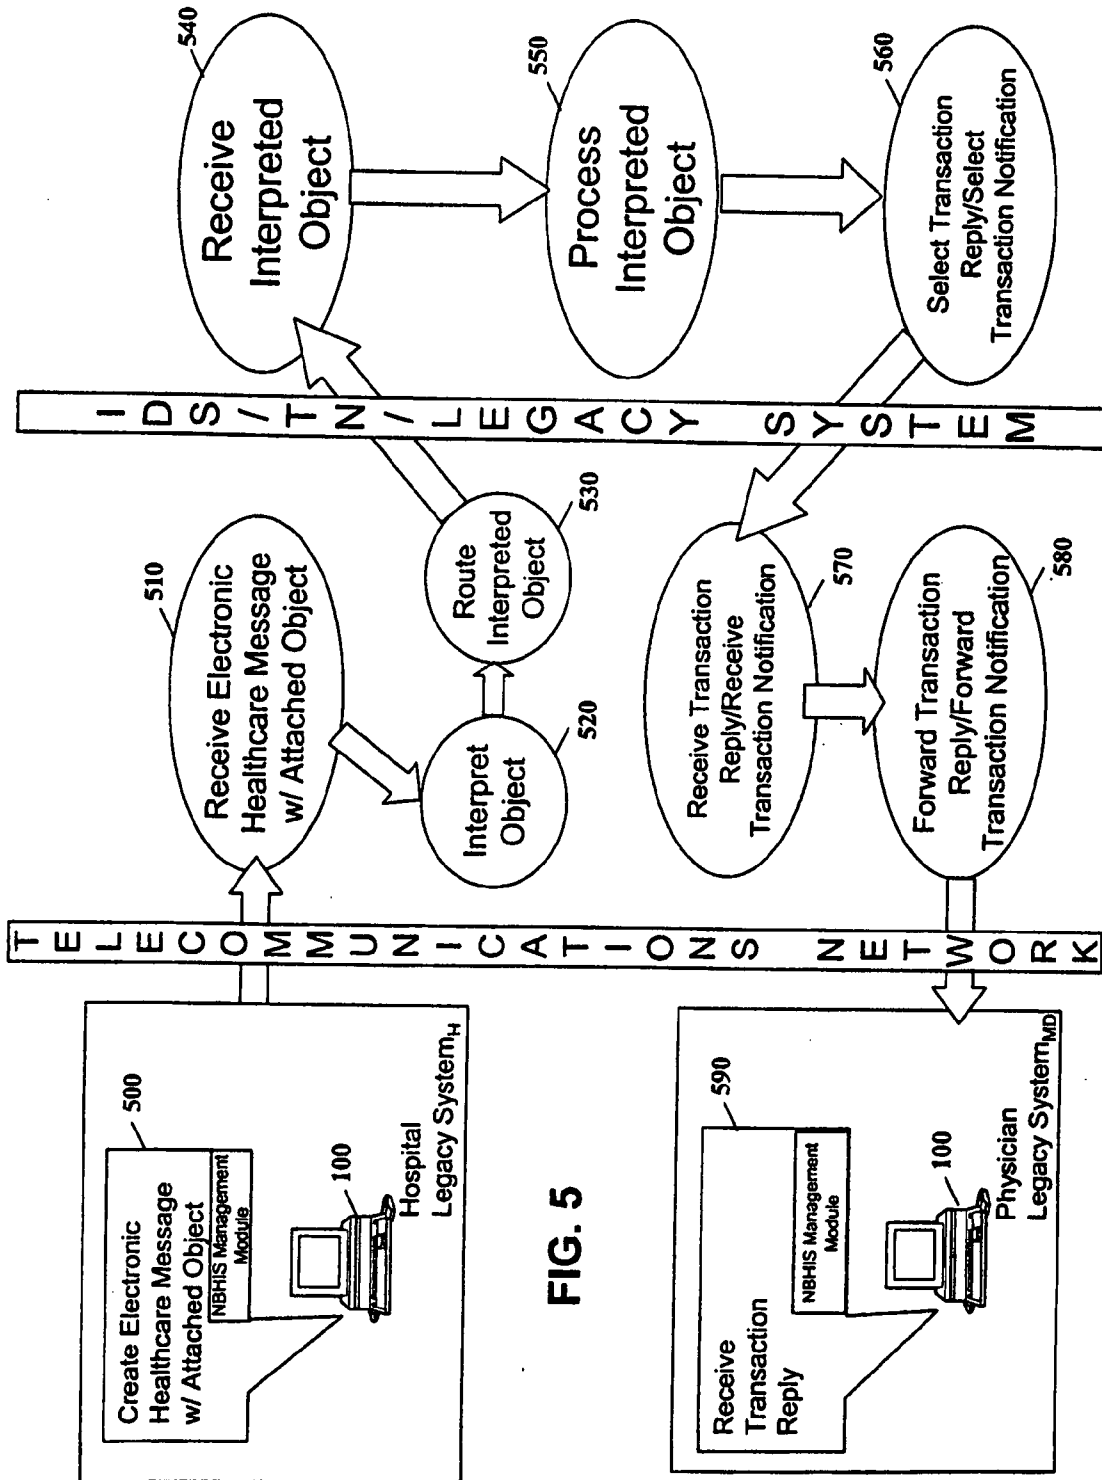 500
Create Electronic
Healthcare Message
w/ Attached Object
NBHIS Management
Module
100
Hospital
Legacy SystemH
TELECOMMUNICATIONS NETWORK
510
Receive Electronic
Healthcare Message
w/ Attached Object
Interpret
Object
520
Route
Interpreted
Object
530
IDS/TN/LEGACY SYSTEM
540
Receive
Interpreted
Object
550
Process
Interpreted
Object
560
Select Transaction
Reply/Select
Transaction Notification
Receive Transaction
Reply/Receive
Transaction Notification
570
Forward Transaction
Reply/Forward
Transaction Notification
580
590
Receive
Transaction
Reply
NBHIS Management
Module
100
Physician
Legacy SystemMD
FIG. 5